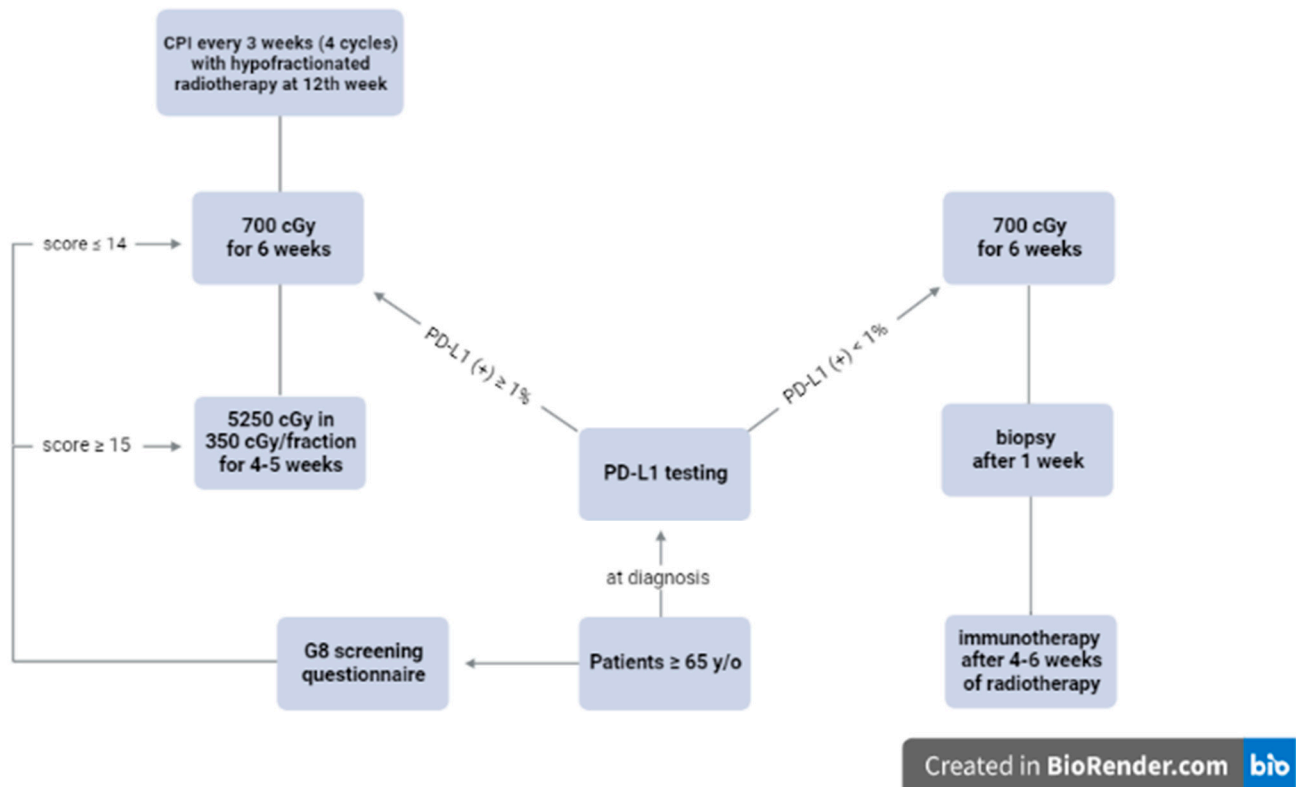 CPI every 3 weeks (4 cycles)
with hypofractionated
radiotherapy at 12th week
700 cGy
for 6 weeks
700 cGy
for 6 weeks
score ≤ 14
PD-L1 (+) ≥ 1%
PD-L1 (+) < 1%
5250 cGy in
350 cGy/fraction
for 4-5 weeks
score ≥ 15
biopsy
after 1 week
PD-L1 testing
at diagnosis
G8 screening
questionnaire
Patients ≥ 65 y/o
immunotherapy
after 4-6 weeks
of radiotherapy
Created in BioRender.com bio